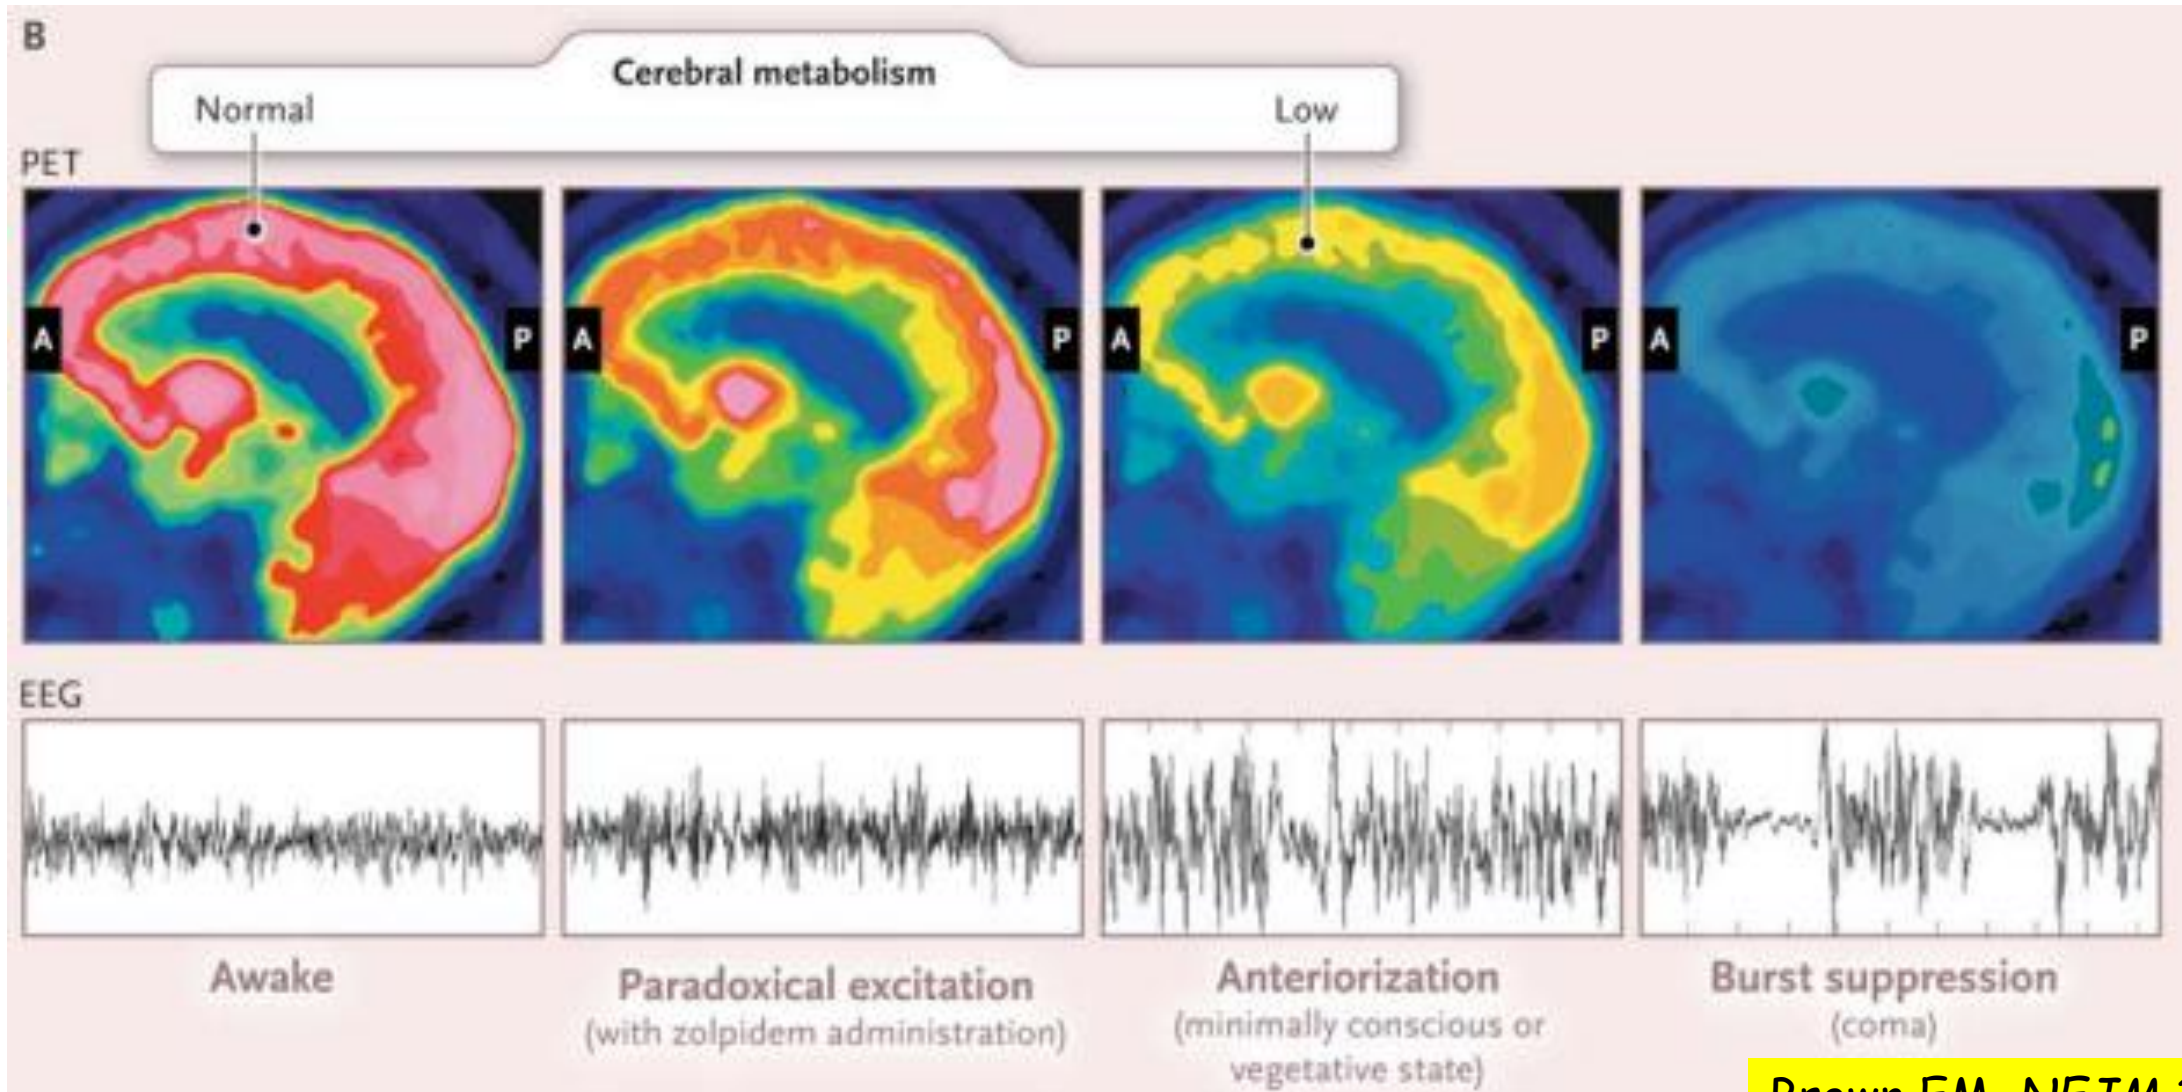 B
Cerebral metabolism
Normal
Low
PET
A
P
A
P
A
P
A
P
EEG
Awake
Paradoxical excitation
(with zolpidem administration)
Anteriorization
(minimally conscious or
vegetative state)
Burst suppression
(coma)
Brown EM, NEJM